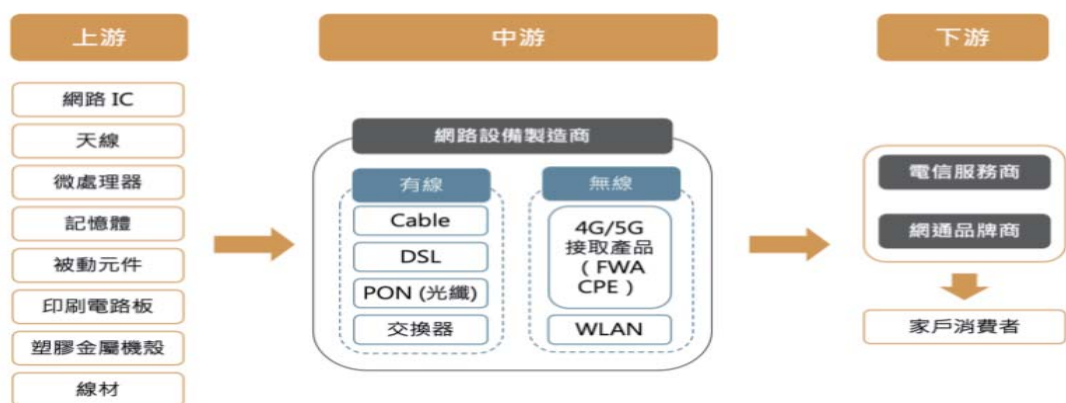 上游
網路 IC
天線
微處理器
記憶體
被動元件
印刷電路板
塑膠金屬機殼
線材
中游
網路設備製造商
有線
Cable
DSL
PON (光纖)
交換器
無線
4G/5G
接取產品
( FWA
CPE )
WLAN
下游
電信服務商
網通品牌商
家戶消費者